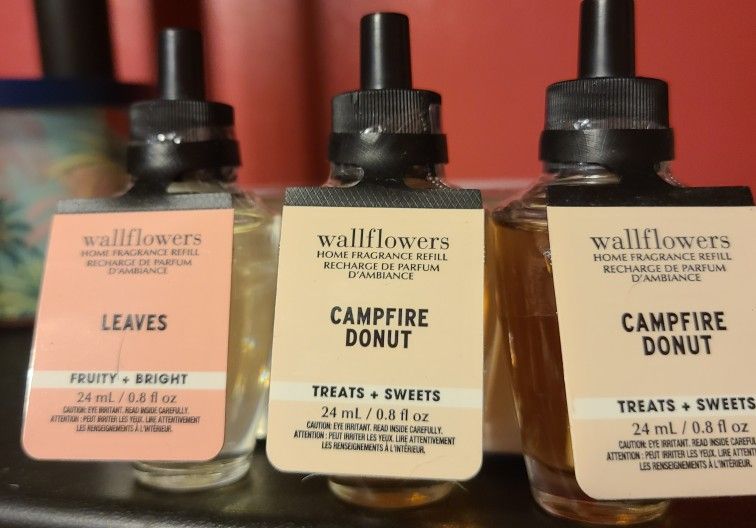 wallflowers
HOME FRAGRANCE REFILL
RECHARGE DE PARFUM
D'AMBIANCE
LEAVES
FRUITY + BRIGHT
24 mL / 0.8 fl oz
CAUTION: EYE IRRITANT. READ INSIDE CAREFULLY.
ATTENTION : PEUT IRRITER LES YEUX. LIRE ATTENTIVEMENT
LES RENSEIGNEMENTS À L'INTÉRIEUR.
wallflowers
HOME FRAGRANCE REFILL
RECHARGE DE PARFUM
D'AMBIANCE
CAMPFIRE
DONUT
TREATS + SWEETS
24 mL / 0.8 fl oz
CAUTION: EYE IRRITANT. READ INSIDE CAREFULLY.
ATTENTION : PEUT IRRITER LES YEUX. LIRE ATTENTIVEMENT
LES RENSEIGNEMENTS À L'INTÉRIEUR.
wallflowers
HOME FRAGRANCE REFILL
RECHARGE DE PARFUM
D'AMBIANCE
CAMPFIRE
DONUT
TREATS + SWEETS
24 mL / 0.8 fl oz
CAUTION: EYE IRRITANT. READ INSIDE CAREFULLY.
ATTENTION : PEUT IRRITER LES YEUX. LIRE
LES RENSEIGNEMENTS À L'INTÉRIEUR.